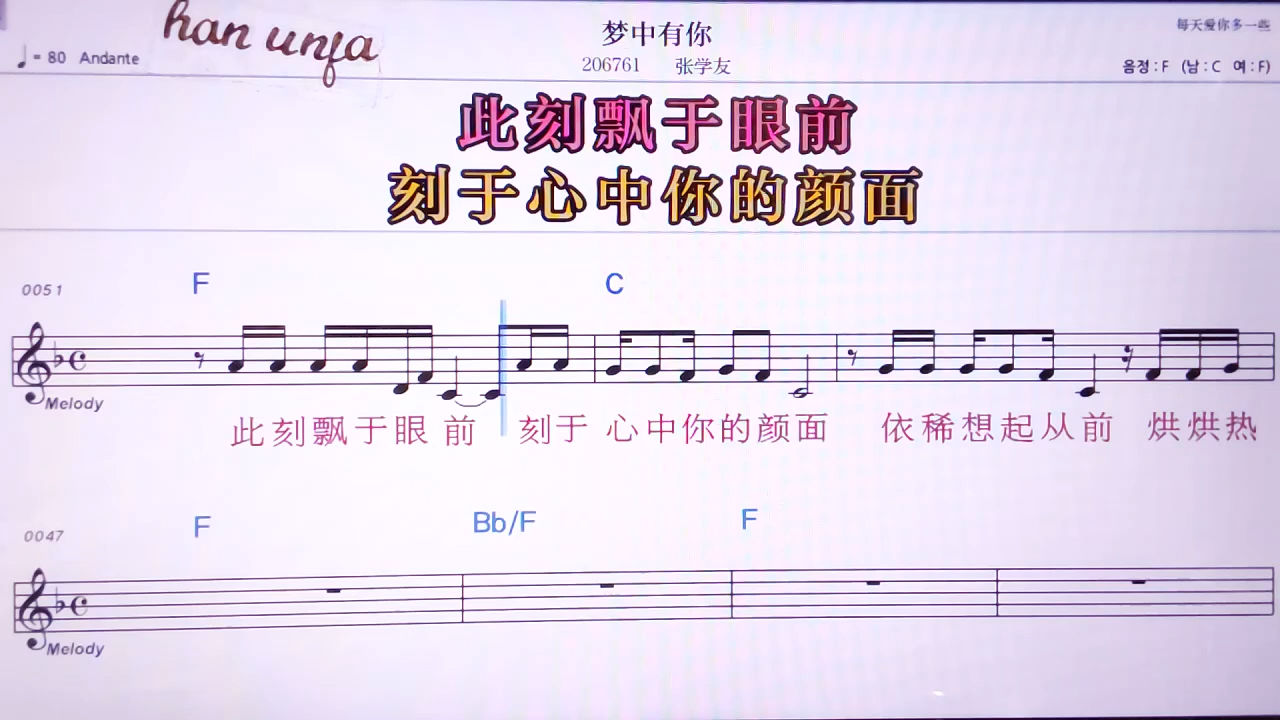 han unfa
梦中有你
每天爱你多一些
♩= 80 Andante
206761 张学友
음정 : F (남 : C 여 : F)
此刻飘于眼前
刻于心中你的颜面
0051
F C
Melody
此刻飘于眼前 刻于 心中你的颜面 依稀想起从前 烘烘热
0047
F Bb/F F
Melody